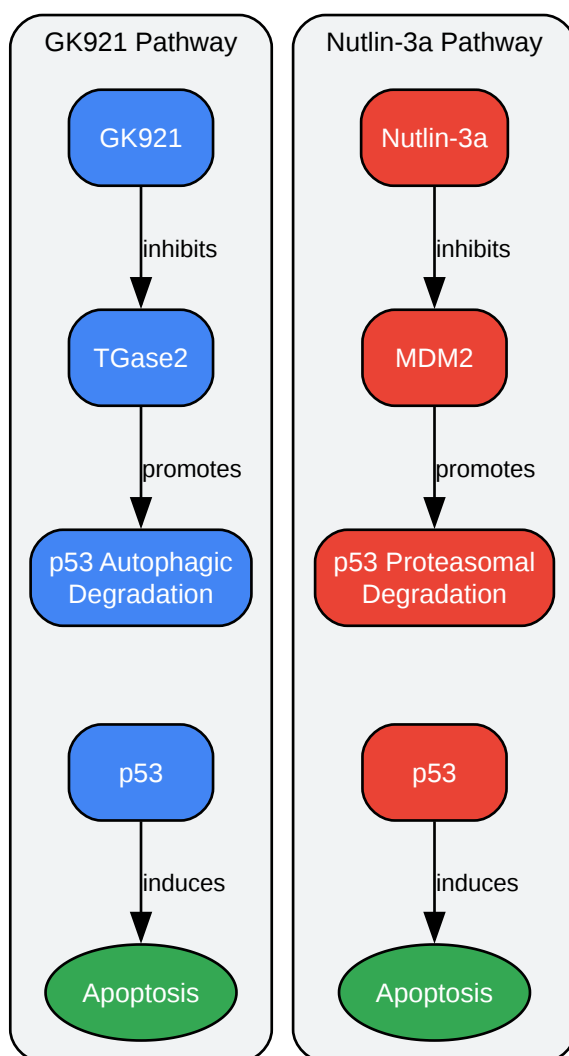 GK921 Pathway
GK921
inhibits
TGase2
promotes
p53 Autophagic
Degradation
p53
induces
Apoptosis
Nutlin-3a Pathway
Nutlin-3a
inhibits
MDM2
promotes
p53 Proteasomal
Degradation
p53
induces
Apoptosis